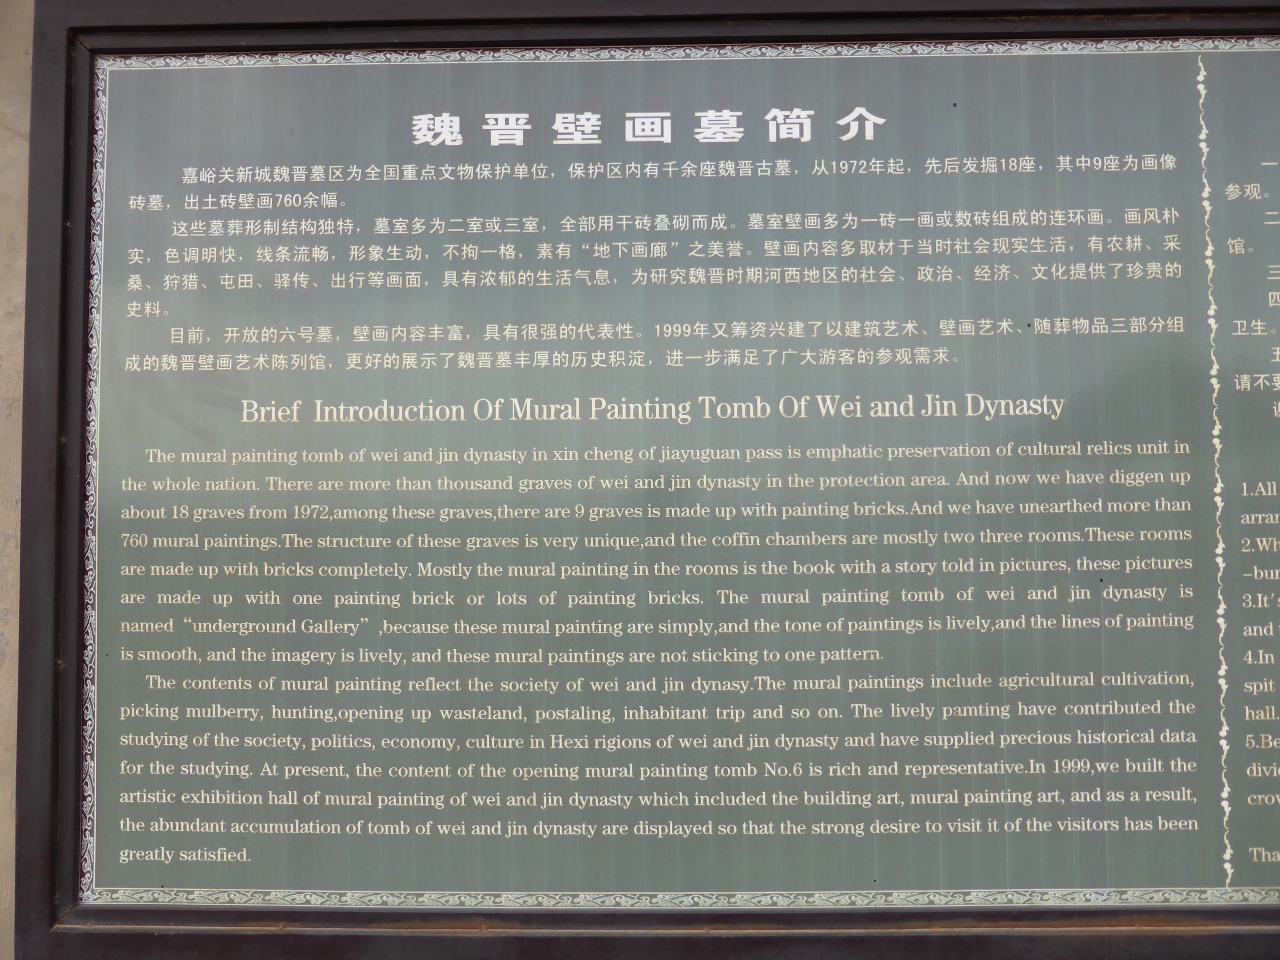 魏晋壁画墓简介
嘉峪关新城魏晋墓区为全国重点文物保护单位，保护区内有千余座魏晋古墓，从1972年起，先后发掘18座，其中9座为画像
砖墓，出土砖壁画760余幅。
这些墓葬形制结构独特，墓室多为二室或三室，全部用干砖叠砌而成。墓室壁画多为一砖一画或数砖组成的连环画。画风朴
实，色调明快，线条流畅，形象生动，不拘一格，素有“地下画廊”之美誉。壁画内容多取材于当时社会现实生活，有农耕、采
桑、狩猎、屯田、驿传、出行等画面，具有浓郁的生活气息，为研究魏晋时期河西地区的社会、政治、经济、文化提供了珍贵的
史料。
目前，开放的六号墓，壁画内容丰富，具有很强的代表性。1999年又筹资兴建了以建筑艺术、壁画艺术、随葬物品三部分组
成的魏晋壁画艺术陈列馆，更好的展示了魏晋墓丰厚的历史积淀，进一步满足了广大游客的参观需求。
Brief Introduction Of Mural Painting Tomb Of Wei and Jin Dynasty
The mural painting tomb of wei and jin dynasty in xin cheng of jiayuguan pass is emphatic preservation of cultural relics unit in
the whole nation. There are more than thousand graves of wei and jin dynasty in the protection area. And now we have diggen up
about 18 graves from 1972,among these graves,there are 9 graves is made up with painting bricks.And we have unearthed more than
760 mural paintings.The structure of these graves is very unique,and the coffin chambers are mostly two three rooms.These rooms
are made up with bricks completely. Mostly the mural painting in the rooms is the book with a story told in pictures, these pictures
are made up with one painting brick or lots of painting bricks. The mural painting tomb of wei and jin dynasty is
named “underground Gallery” ,because these mural painting are simply,and the tone of paintings is lively,and the lines of painting
is smooth, and the imagery is lively, and these mural paintings are not sticking to one pattern.
The contents of mural painting reflect the society of wei and jin dynasy.The mural paintings include agricultural cultivation,
picking mulberry, hunting,opening up wasteland, postaling, inhabitant trip and so on. The lively pamting have contributed the
studying of the society, politics, economy, culture in Hexi rigions of wei and jin dynasty and have supplied precious historical data
for the studying. At present, the content of the opening mural painting tomb No.6 is rich and representative.In 1999,we built the
artistic exhibition hall of mural painting of wei and jin dynasty which included the building art, mural painting art, and as a result,
the abundant accumulation of tomb of wei and jin dynasty are displayed so that the strong desire to visit it of the visitors has been
greatly satisfied.
一
参观。
二
馆。
三
四
卫生。
五
请不要
1.All
arran
2.Wh
-bur
3.It's
and
4.In
spit
hall.
5.Be
divi
crov
Tha